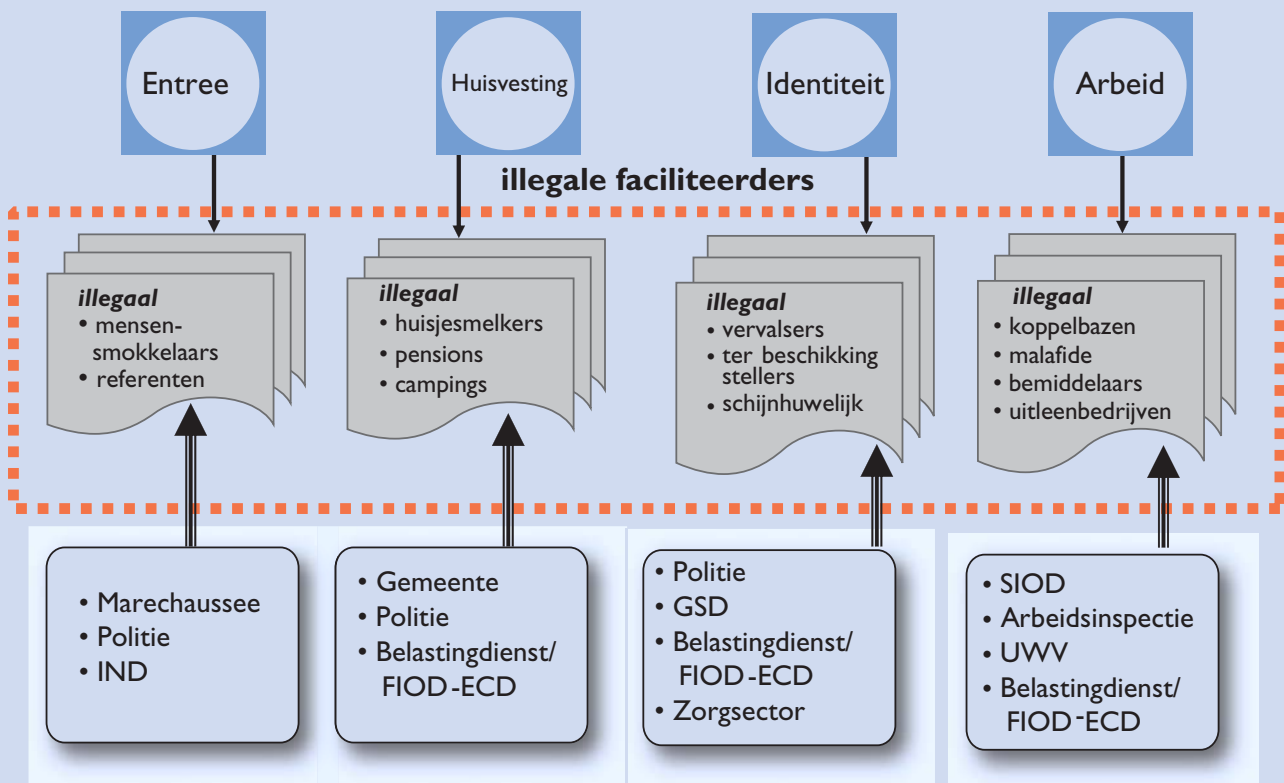 Entree
Huisvesting
Identiteit
Arbeid
illegale faciliteerders
illegaal
• mensen-
smokkelaars
• referenten
illegaal
• huisjesmelkers
• pensions
• campings
illegaal
• vervalsers
• ter beschikking
stellers
• schijnhuwelijk
illegaal
• koppelbazen
• malafide
• bemiddelaars
• uitleenbedrijven
• Marechaussee
• Politie
• IND
• Gemeente
• Politie
• Belastingdienst/
FIOD-ECD
• Politie
• GSD
• Belastingdienst/
FIOD-ECD
• Zorgsector
• SIOD
• Arbeidsinspectie
• UWV
• Belastingdienst/
FIOD-ECD